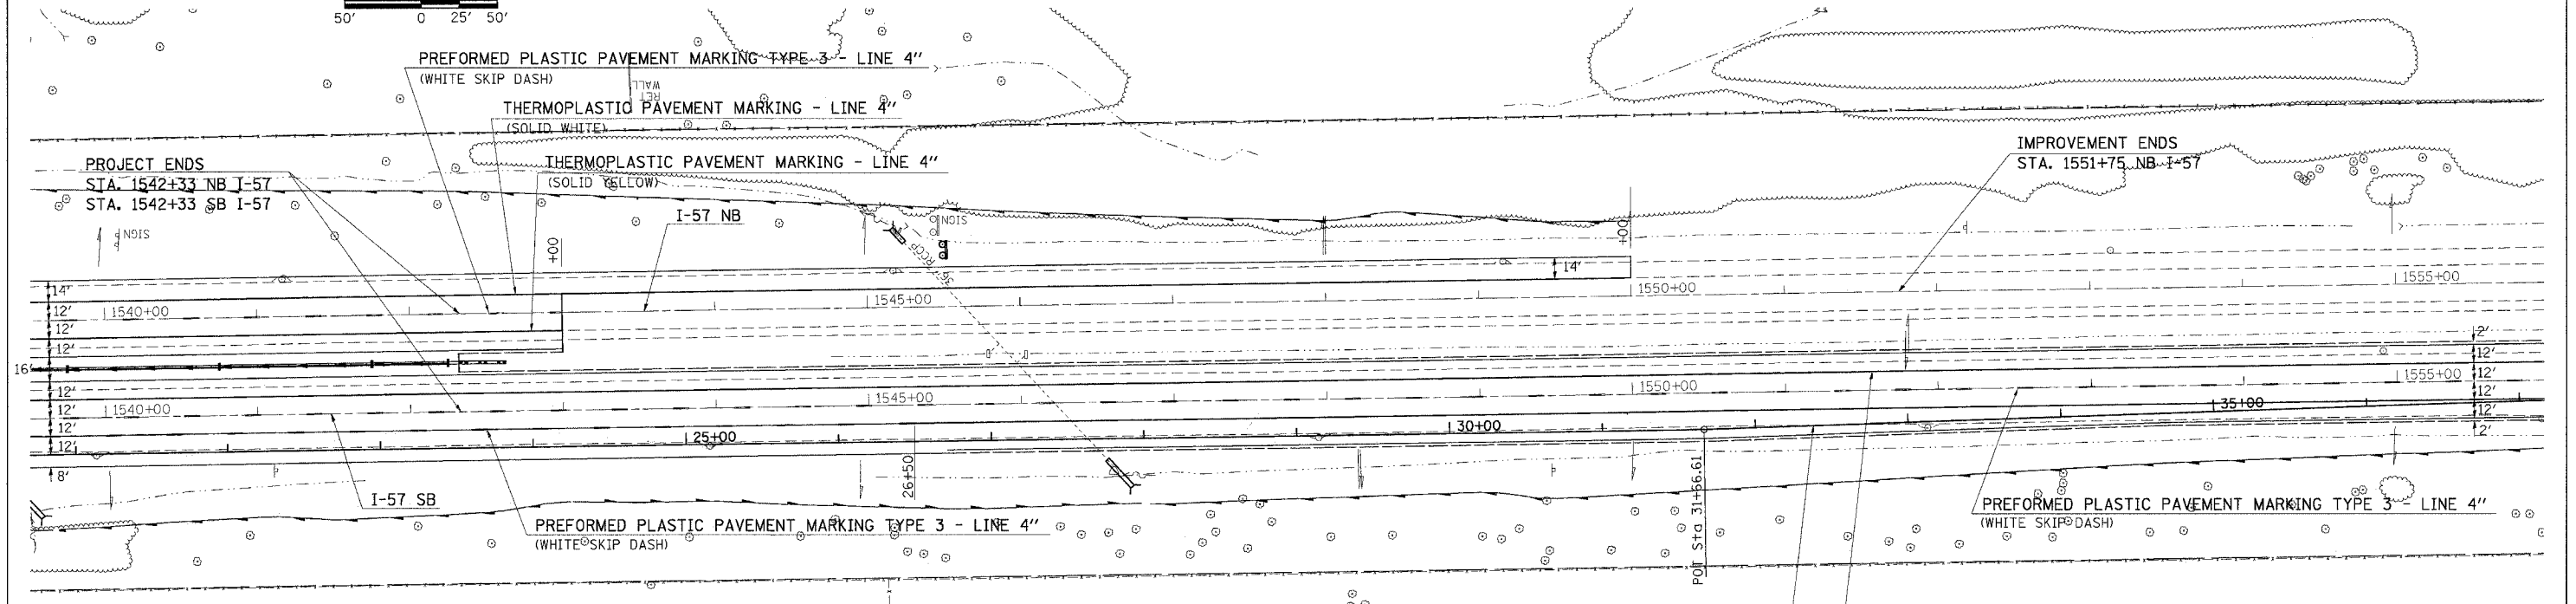 50' 0 25' 50'
PREFORMED PLASTIC PAVEMENT MARKING TYPE 3 - LINE 4"
(WHITE SKIP DASH)
RET WALL
THERMOPLASTIC PAVEMENT MARKING - LINE 4"
(SOLID WHITE)
THERMOPLASTIC PAVEMENT MARKING - LINE 4"
(SOLID YELLOW)
PROJECT ENDS
STA. 1542+33 NB I-57
STA. 1542+33 SB I-57
IMPROVEMENT ENDS
STA. 1551+75 NB I-57
I-57 NB
SIGN
SIGN
36" RCCP
+00
+00
14'
14'
12'
12'
12'
16'
12'
12'
12'
12'
8'
1540+00
1545+00
1550+00
1555+00
1540+00
1545+00
1550+00
1555+00
2'
12'
12'
12'
12'
2'
25+00
30+00
35+00
26+50
POT Sta 31+66.61
I-57 SB
PREFORMED PLASTIC PAVEMENT MARKING TYPE 3 - LINE 4"
(WHITE SKIP DASH)
PREFORMED PLASTIC PAVEMENT MARKING TYPE 3 - LINE 4"
(WHITE SKIP DASH)